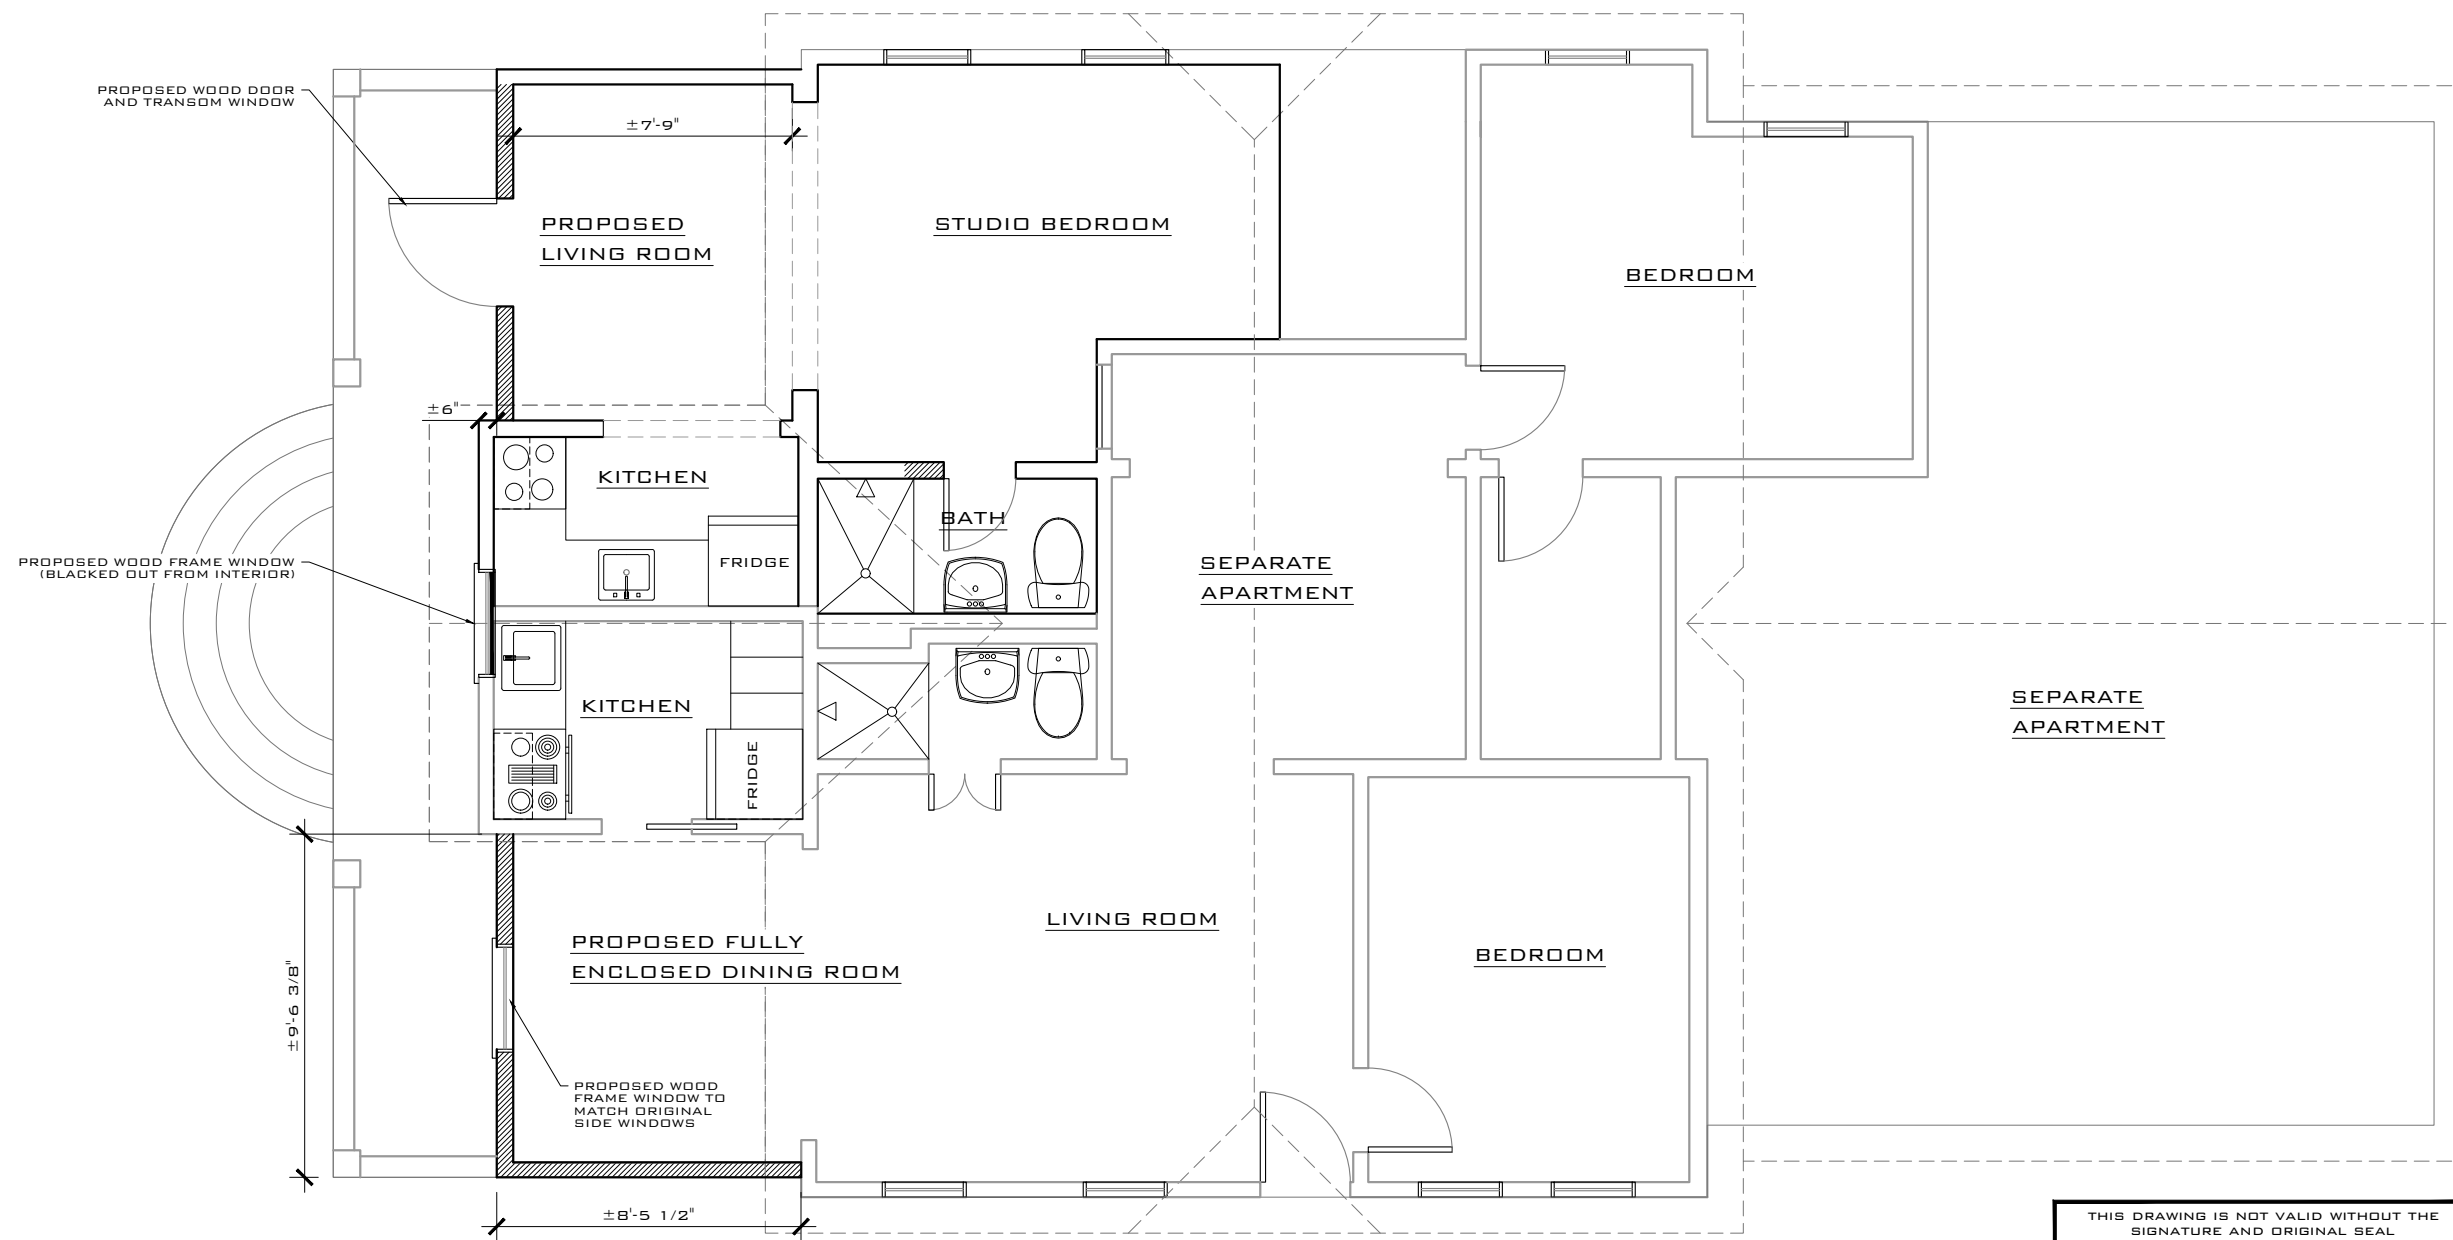 PROPOSED WOOD DOOR
AND TRANSOM WINDOW
±7'-9"
PROPOSED
LIVING ROOM
STUDIO BEDROOM
BEDROOM
±6"
KITCHEN
BATH
FRIDGE
PROPOSED WOOD FRAME WINDOW
(BLACKED OUT FROM INTERIOR)
SEPARATE
APARTMENT
KITCHEN
FRIDGE
SEPARATE
APARTMENT
LIVING ROOM
PROPOSED FULLY
ENCLOSED DINING ROOM
BEDROOM
±9'-6 3/8"
PROPOSED WOOD
FRAME WINDOW TO
MATCH ORIGINAL
SIDE WINDOWS
±8'-5 1/2"
THIS DRAWING IS NOT VALID WITHOUT THE
SIGNATURE AND ORIGINAL SEAL